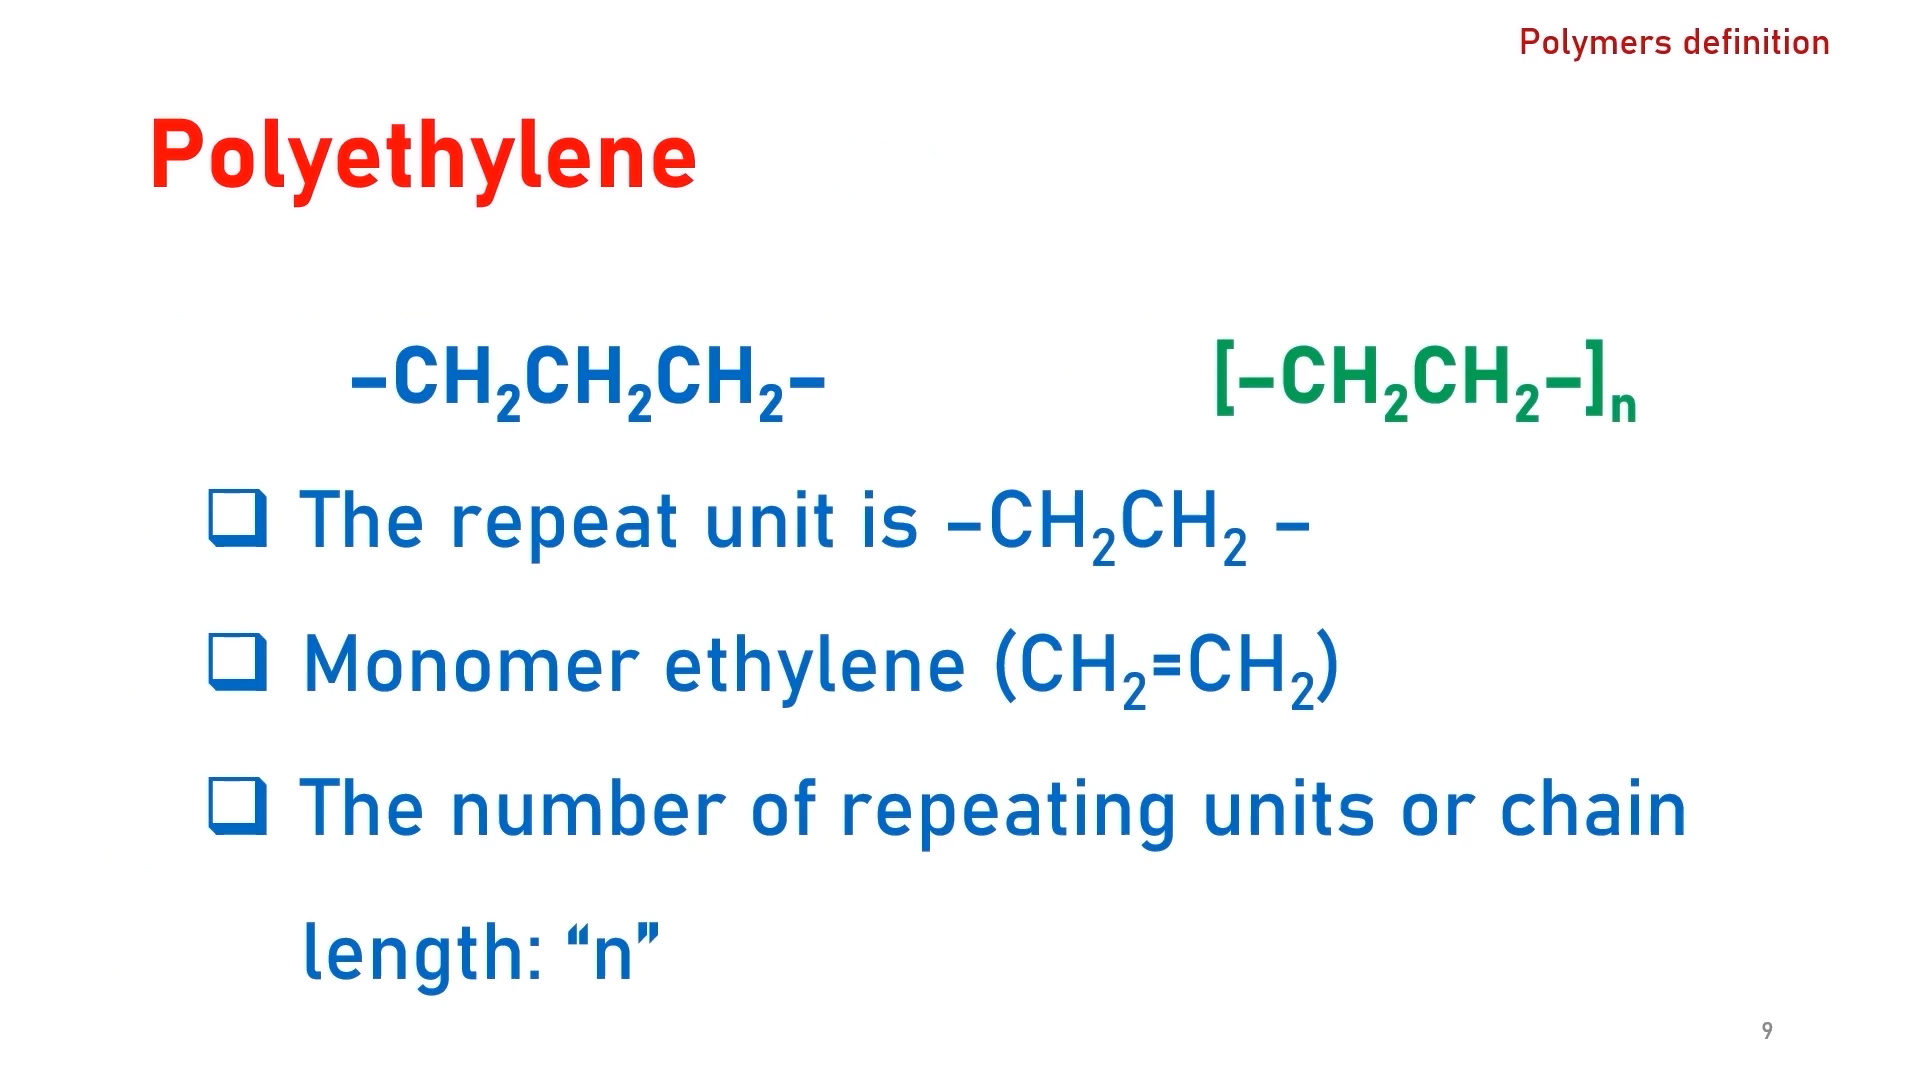 Polymers definition
Polyethylene
–CH₂CH₂CH₂– [–CH₂CH₂–]ₙ
❑ The repeat unit is –CH₂CH₂ –
❑ Monomer ethylene (CH₂=CH₂)
❑ The number of repeating units or chain
length: “n”
9